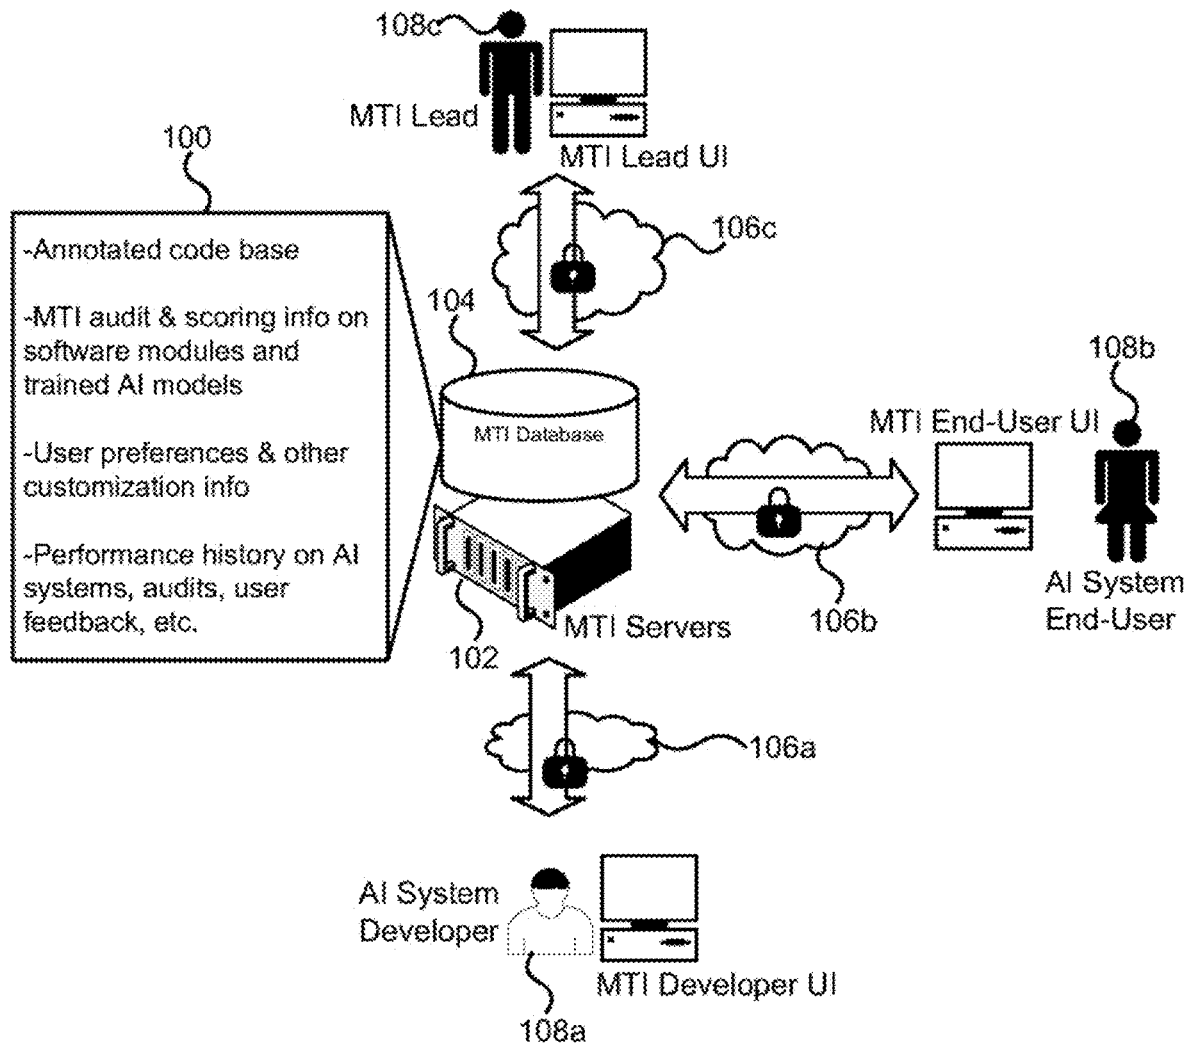 108c
MTI Lead
MTI Lead UI
100
-Annotated code base
-MTI audit & scoring info on
software modules and
trained AI models
-User preferences & other
customization info
-Performance history on AI
systems, audits, user
feedback, etc.
106c
104
MTI Database
108b
MTI End-User UI
AI System
End-User
106b
MTI Servers
102
106a
AI System
Developer
MTI Developer UI
108a